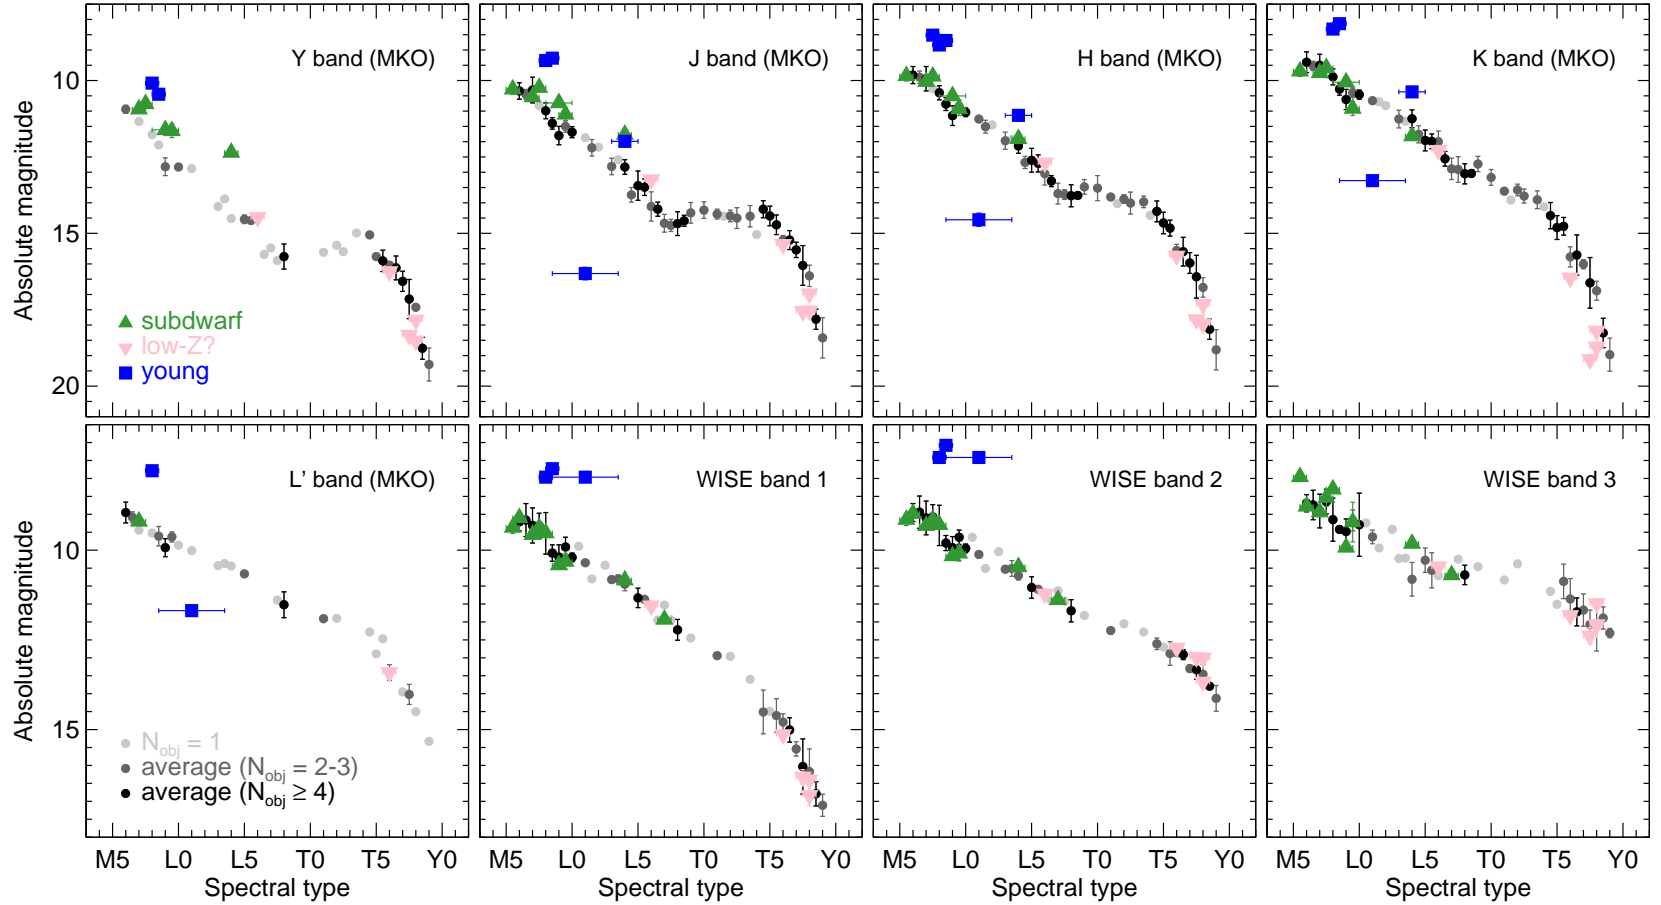 Y band (MKO)
J band (MKO)
H band (MKO)
K band (MKO)
10
15
20
Absolute magnitude
subdwarf
low-Z?
young
L' band (MKO)
WISE band 1
WISE band 2
WISE band 3
10
15
Absolute magnitude
N_obj = 1
average (N_obj = 2-3)
average (N_obj ≥ 4)
M5 L0 L5 T0 T5 Y0
M5 L0 L5 T0 T5 Y0
M5 L0 L5 T0 T5 Y0
M5 L0 L5 T0 T5 Y0
Spectral type
Spectral type
Spectral type
Spectral type